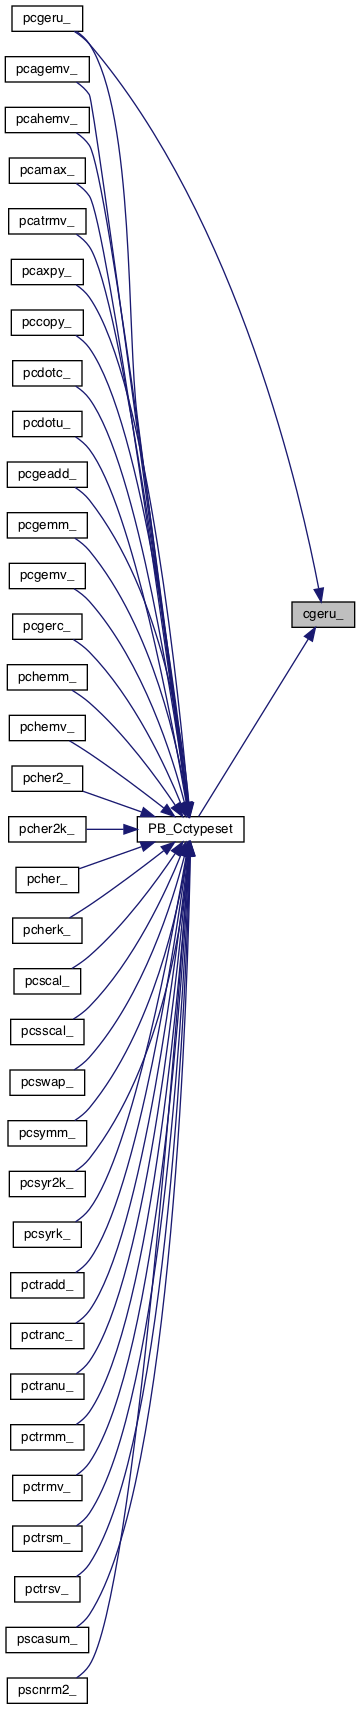 pcgeru_
pcagemv_
pcahemv_
pcamax_
pcatrmv_
pcaxpy_
pccopy_
pcdotc_
pcdotu_
pcgeadd_
pcgemm_
pcgemv_
cgeru_
pcgerc_
pchemm_
pchemv_
pcher2_
pcher2k_
PB_Cctypeset
pcher_
pcherk_
pcscal_
pcsscal_
pcswap_
pcsymm_
pcsyr2k_
pcsyrk_
pctradd_
pctranc_
pctranu_
pctrmm_
pctrmv_
pctrsm_
pctrsv_
pscasum_
pscnrm2_